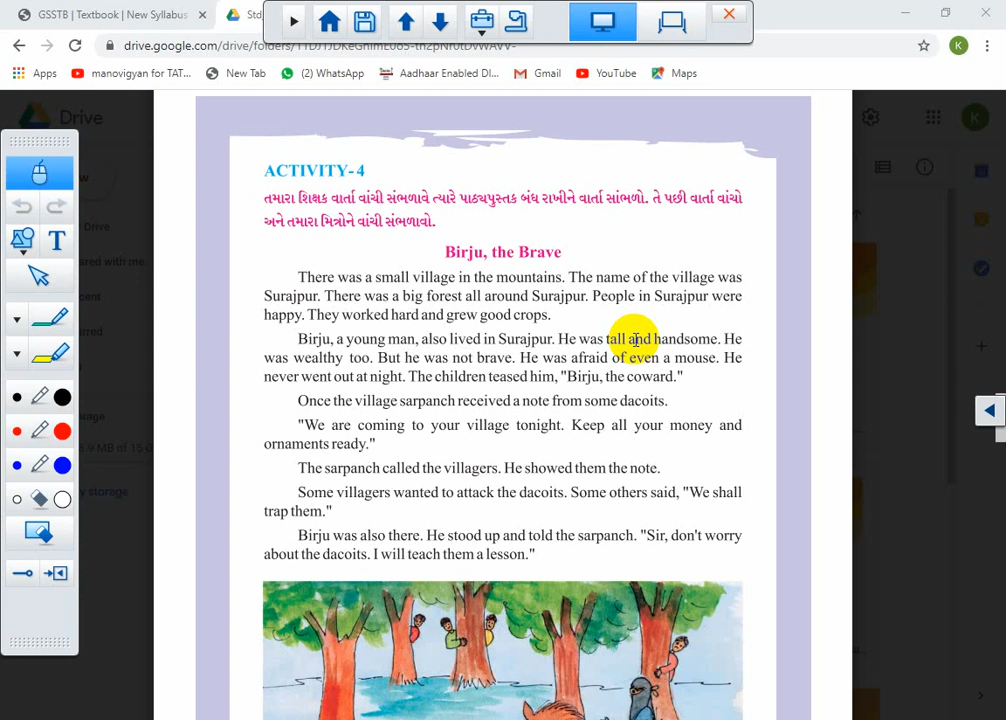 GSSTB | Textbook | New Syllabus
drive.google.com/drive/folders/
Apps
manovigyan for TAT...
New Tab
(2) WhatsApp
Aadhaar Enabled DI...
Gmail
YouTube
Maps
K
Drive
K
T
ACTIVITY-4
તમારા શિક્ષક વાર્તા વાંચી સંભળાવે ત્યારે પાઠ્યપુસ્તક બંધ રાખીને વાર્તા સાંભળો. તે પછી વાર્તા વાંચો
અને તમારા મિત્રોને વાંચી સંભળાવો.
Birju, the Brave
There was a small village in the mountains. The name of the village was
Surajpur. There was a big forest all around Surajpur. People in Surajpur were
happy. They worked hard and grew good crops.
Birju, a young man, also lived in Surajpur. He was tall and handsome. He
was wealthy too. But he was not brave. He was afraid of even a mouse. He
never went out at night. The children teased him, "Birju, the coward."
Once the village sarpanch received a note from some dacoits.
"We are coming to your village tonight. Keep all your money and
ornaments ready."
The sarpanch called the villagers. He showed them the note.
Some villagers wanted to attack the dacoits. Some others said, "We shall
trap them."
Birju was also there. He stood up and told the sarpanch. "Sir, don't worry
about the dacoits. I will teach them a lesson."